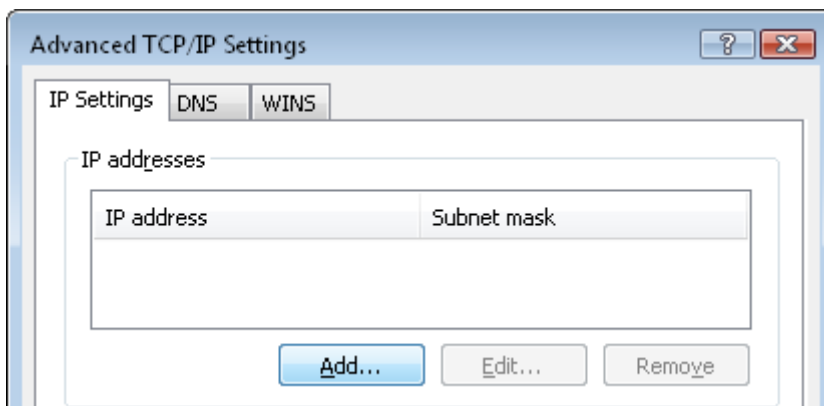 Advanced TCP/IP Settings
IP Settings DNS WINS
IP addresses
IP address Subnet mask
Add... Edit... Remove